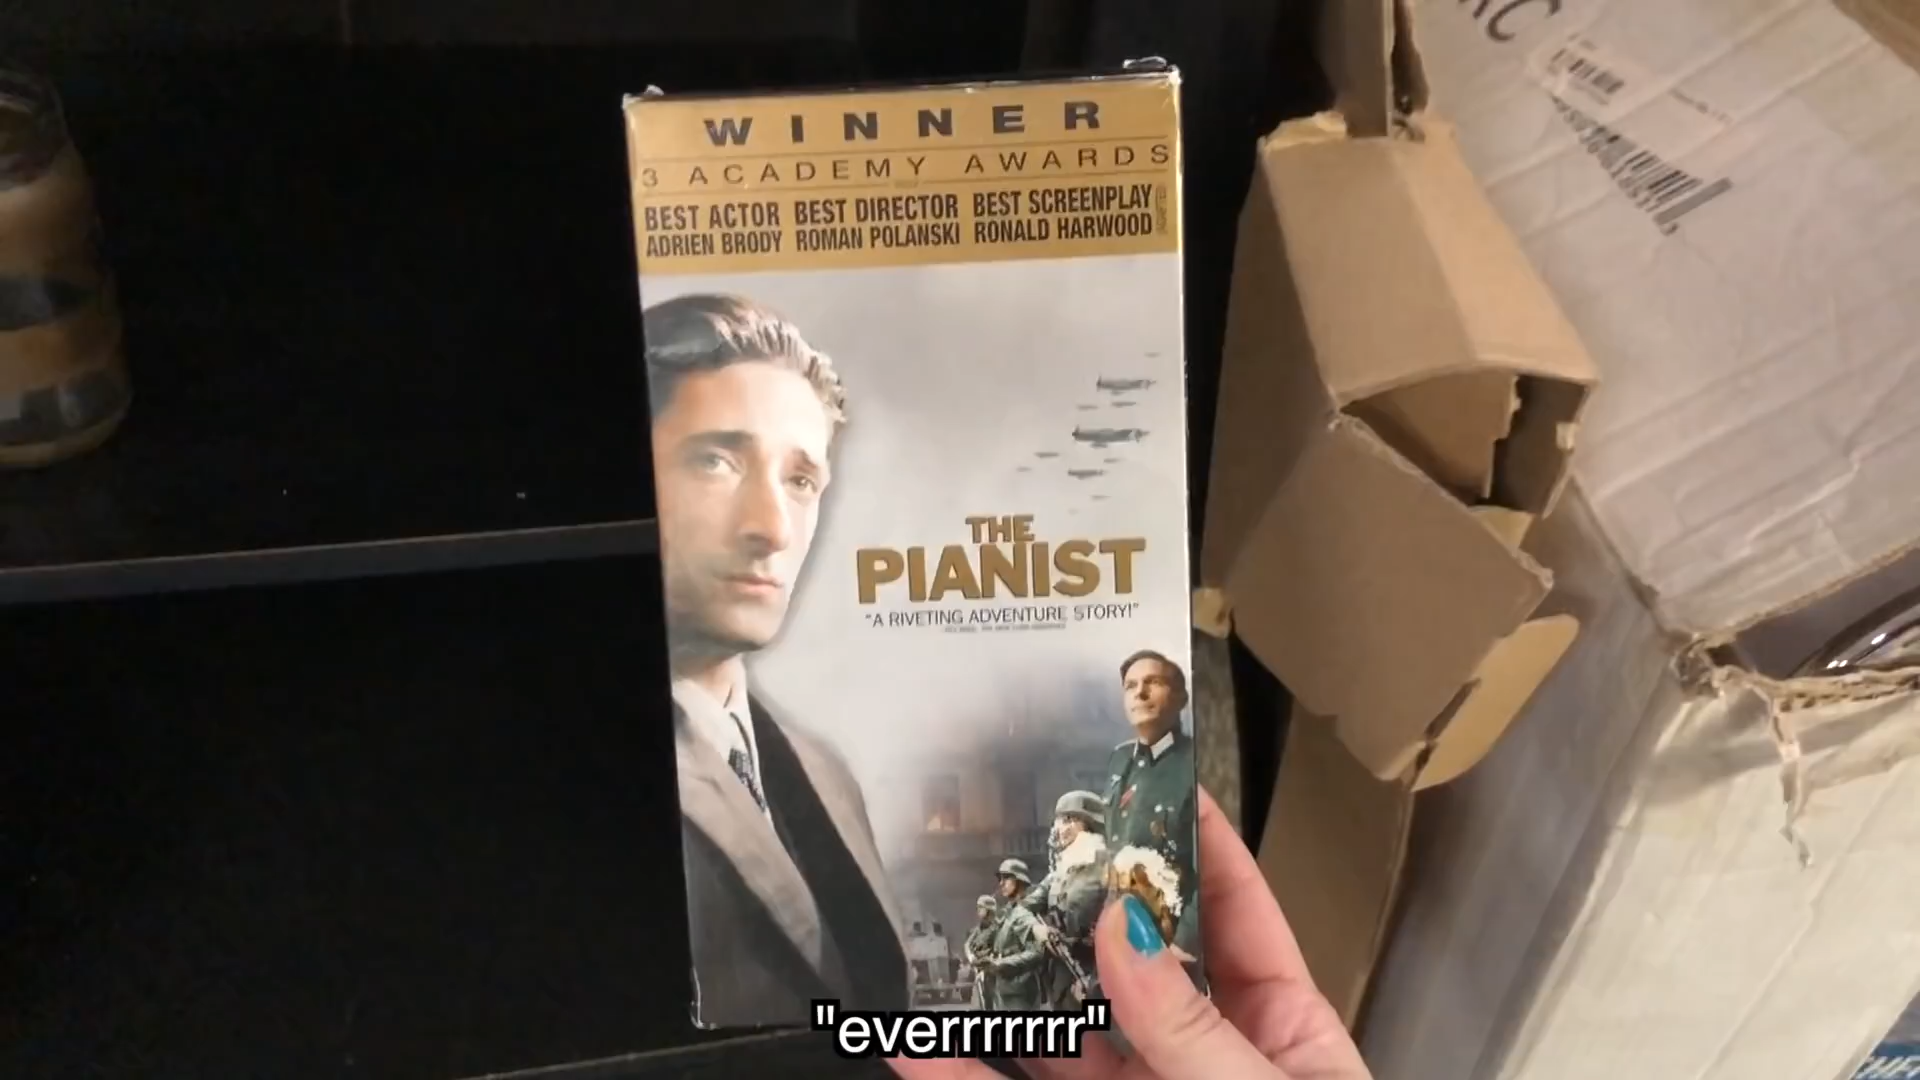 WINNER
3 ACADEMY AWARDS
BEST ACTOR BEST DIRECTOR BEST SCREENPLAY
ADRIEN BRODY ROMAN POLANSKI RONALD HARWOOD
THE
PIANIST
"A RIVETING ADVENTURE STORY!"
"everrrrrrr"